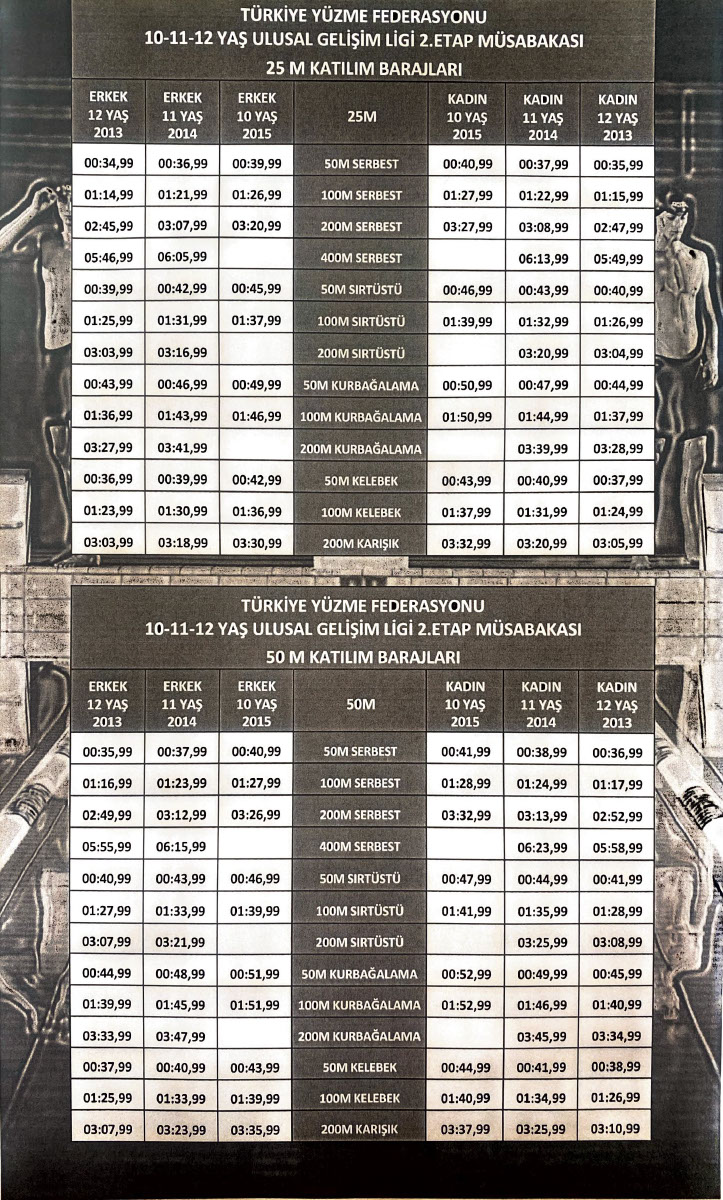 TÜRKİYE YÜZME FEDERASYONU
10-11-12 YAŞ ULUSAL GELİŞİM LİGİ 2.ETAP MÜSABAKASI
25 M KATILIM BARAJLARI
ERKEK 12 YAŞ 2013 ERKEK 11 YAŞ 2014 ERKEK 10 YAŞ 2015 25M KADIN 10 YAŞ 2015 KADIN 11 YAŞ 2014 KADIN 12 YAŞ 2013
00:34,99 00:36,99 00:39,99 50M SERBEST 00:40,99 00:37,99 00:35,99
01:14,99 01:21,99 01:26,99 100M SERBEST 01:27,99 01:22,99 01:15,99
02:45,99 03:07,99 03:20,99 200M SERBEST 03:27,99 03:08,99 02:47,99
05:46,99 06:05,99 400M SERBEST 06:13,99 05:49,99
00:39,99 00:42,99 00:45,99 50M SIRTÜSTÜ 00:46,99 00:43,99 00:40,99
01:25,99 01:31,99 01:37,99 100M SIRTÜSTÜ 01:39,99 01:32,99 01:26,99
03:03,99 03:16,99 200M SIRTÜSTÜ 03:20,99 03:04,99
00:43,99 00:46,99 00:49,99 50M KURBAĞALAMA 00:50,99 00:47,99 00:44,99
01:36,99 01:43,99 01:46,99 100M KURBAĞALAMA 01:50,99 01:44,99 01:37,99
03:27,99 03:41,99 200M KURBAĞALAMA 03:39,99 03:28,99
00:36,99 00:39,99 00:42,99 50M KELEBEK 00:43,99 00:40,99 00:37,99
01:23,99 01:30,99 01:36,99 100M KELEBEK 01:37,99 01:31,99 01:24,99
03:03,99 03:18,99 03:30,99 200M KARIŞIK 03:32,99 03:20,99 03:05,99
TÜRKİYE YÜZME FEDERASYONU
10-11-12 YAŞ ULUSAL GELİŞİM LİGİ 2.ETAP MÜSABAKASI
50 M KATILIM BARAJLARI
ERKEK 12 YAŞ 2013 ERKEK 11 YAŞ 2014 ERKEK 10 YAŞ 2015 50M KADIN 10 YAŞ 2015 KADIN 11 YAŞ 2014 KADIN 12 YAŞ 2013
00:35,99 00:37,99 00:40,99 50M SERBEST 00:41,99 00:38,99 00:36,99
01:16,99 01:23,99 01:27,99 100M SERBEST 01:28,99 01:24,99 01:17,99
02:49,99 03:12,99 03:26,99 200M SERBEST 03:32,99 03:13,99 02:52,99
05:55,99 06:15,99 400M SERBEST 06:23,99 05:58,99
00:40,99 00:43,99 00:46,99 50M SIRTÜSTÜ 00:47,99 00:44,99 00:41,99
01:27,99 01:33,99 01:39,99 100M SIRTÜSTÜ 01:41,99 01:35,99 01:28,99
03:07,99 03:21,99 200M SIRTÜSTÜ 03:25,99 03:08,99
00:44,99 00:48,99 00:51,99 50M KURBAĞALAMA 00:52,99 00:49,99 00:45,99
01:39,99 01:45,99 01:51,99 100M KURBAĞALAMA 01:52,99 01:46,99 01:40,99
03:33,99 03:47,99 200M KURBAĞALAMA 03:45,99 03:34,99
00:37,99 00:40,99 00:43,99 50M KELEBEK 00:44,99 00:41,99 00:38,99
01:25,99 01:33,99 01:39,99 100M KELEBEK 01:40,99 01:34,99 01:26,99
03:07,99 03:23,99 03:35,99 200M KARIŞIK 03:37,99 03:25,99 03:10,99